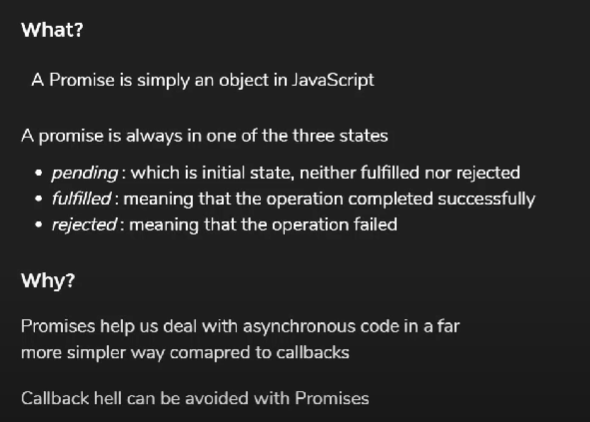 What?
A Promise is simply an object in JavaScript
A promise is always in one of the three states
• pending : which is initial state, neither fulfilled nor rejected
• fulfilled : meaning that the operation completed successfully
• rejected : meaning that the operation failed
Why?
Promises help us deal with asynchronous code in a far
more simpler way comapred to callbacks
Callback hell can be avoided with Promises